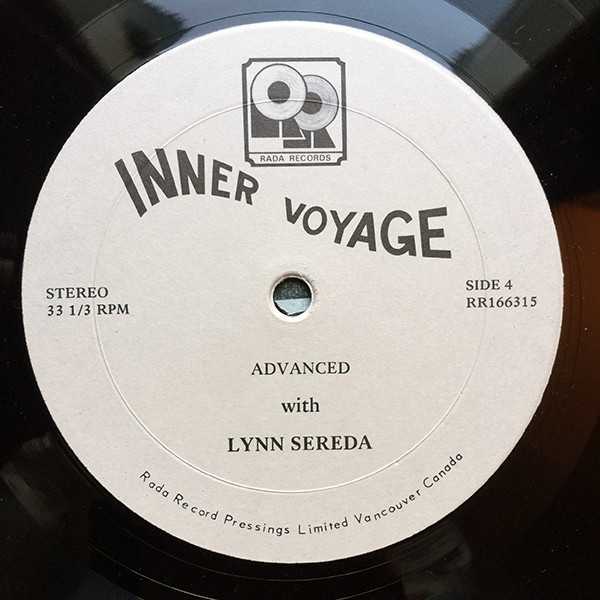 RADA RECORDS
INNER VOYAGE
STEREO
33 1/3 RPM
SIDE 4
RR166315
ADVANCED
with
LYNN SEREDA
Rada Record Pressings Limited Vancouver Canada